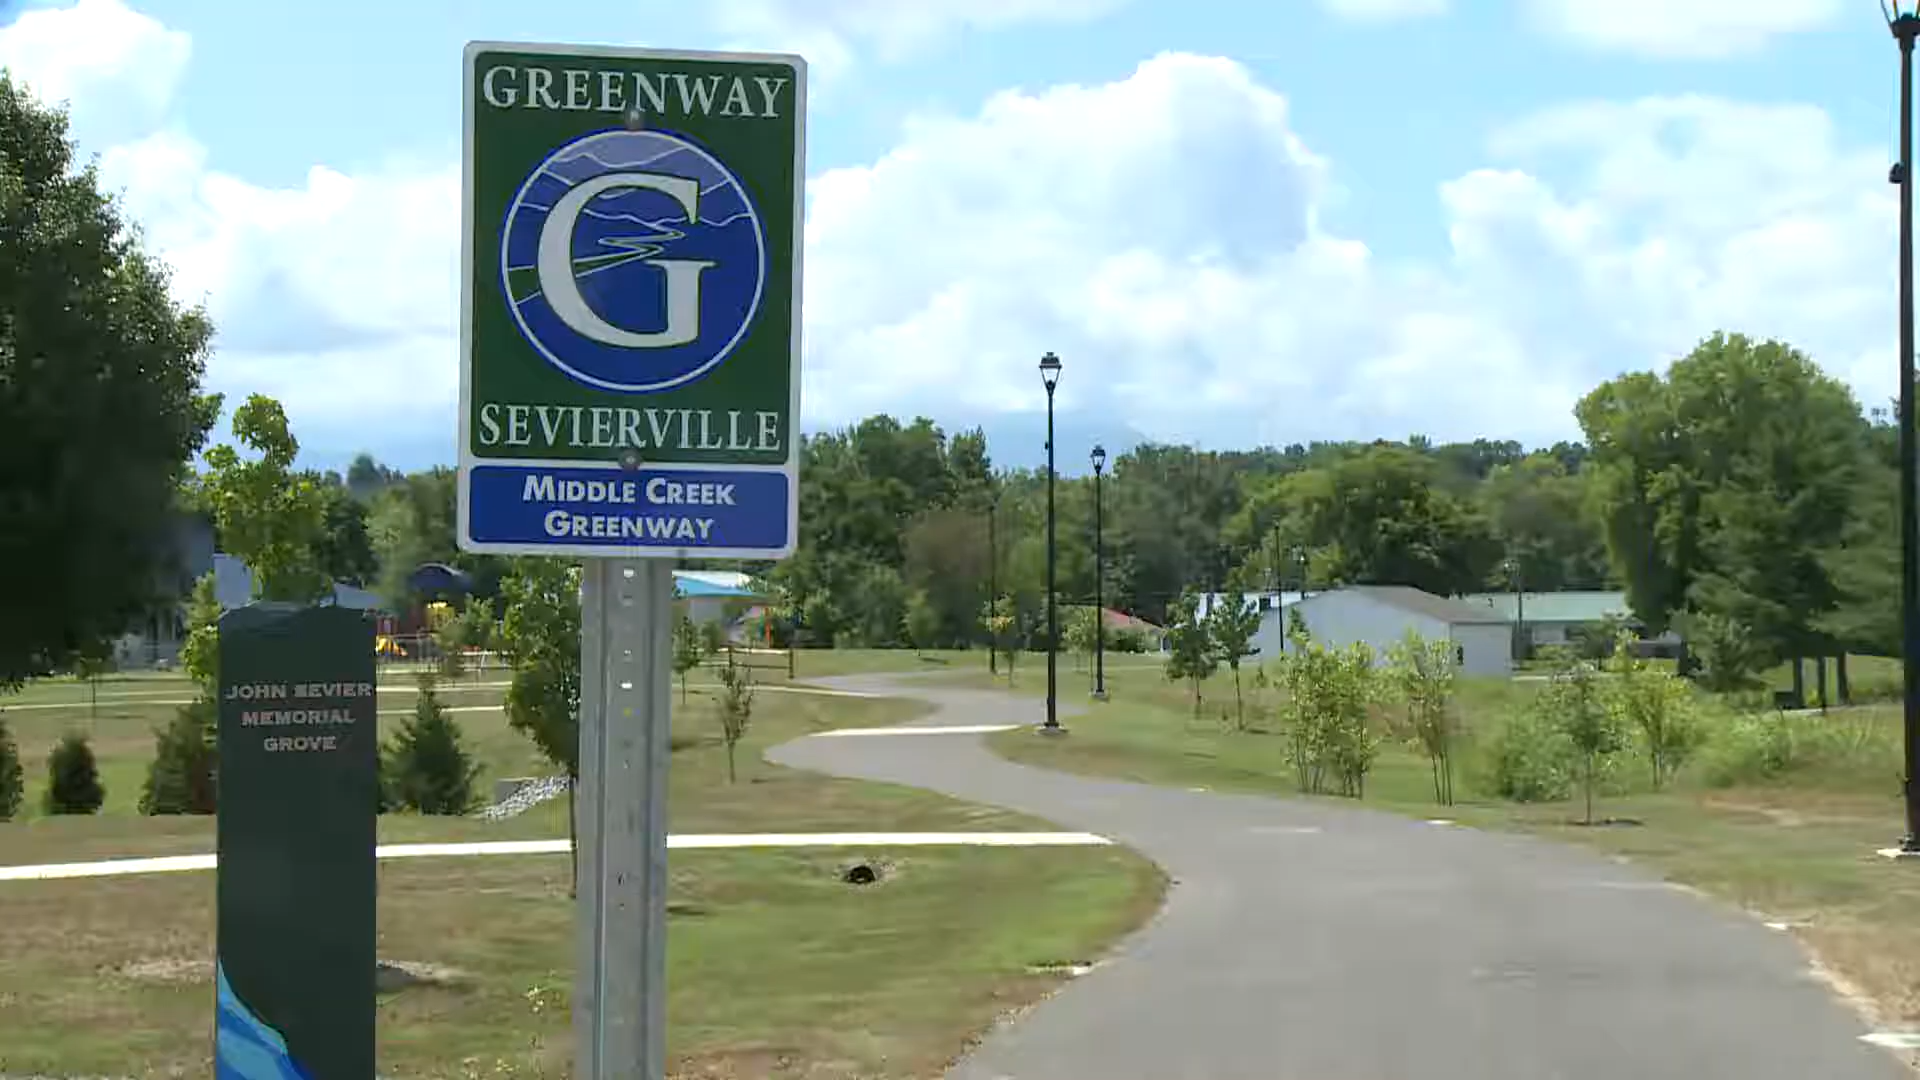 GREENWAY
G
SEVIERVILLE
MIDDLE CREEK
GREENWAY
JOHN SEVIER
MEMORIAL
GROVE